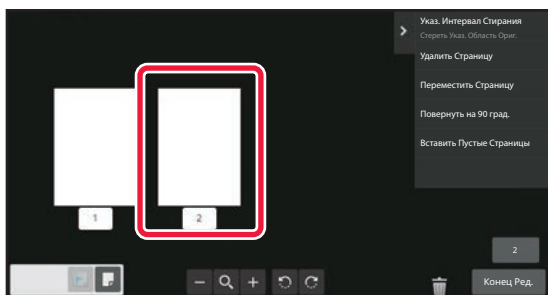 Указ. Интервал Стирания
Стереть Указ. Область Ориг.
Удалить Страницу
Переместить Страницу
Повернуть на 90 град.
Вставить Пустые Страницы
1
2
2
Конец Ред.